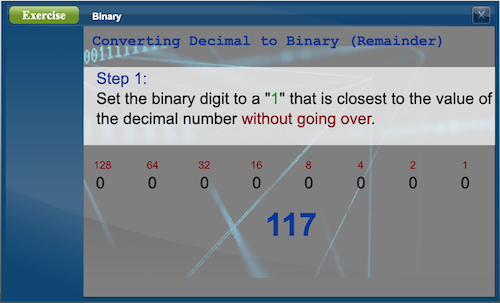 Exercise
Binary
X
Converting Decimal to Binary (Remainder)
0011111
Step 1:
Set the binary digit to a "1" that is closest to the value of
the decimal number without going over.
128 64 32 16 8 4 2 1
0 0 0 0 0 0 0 0
117